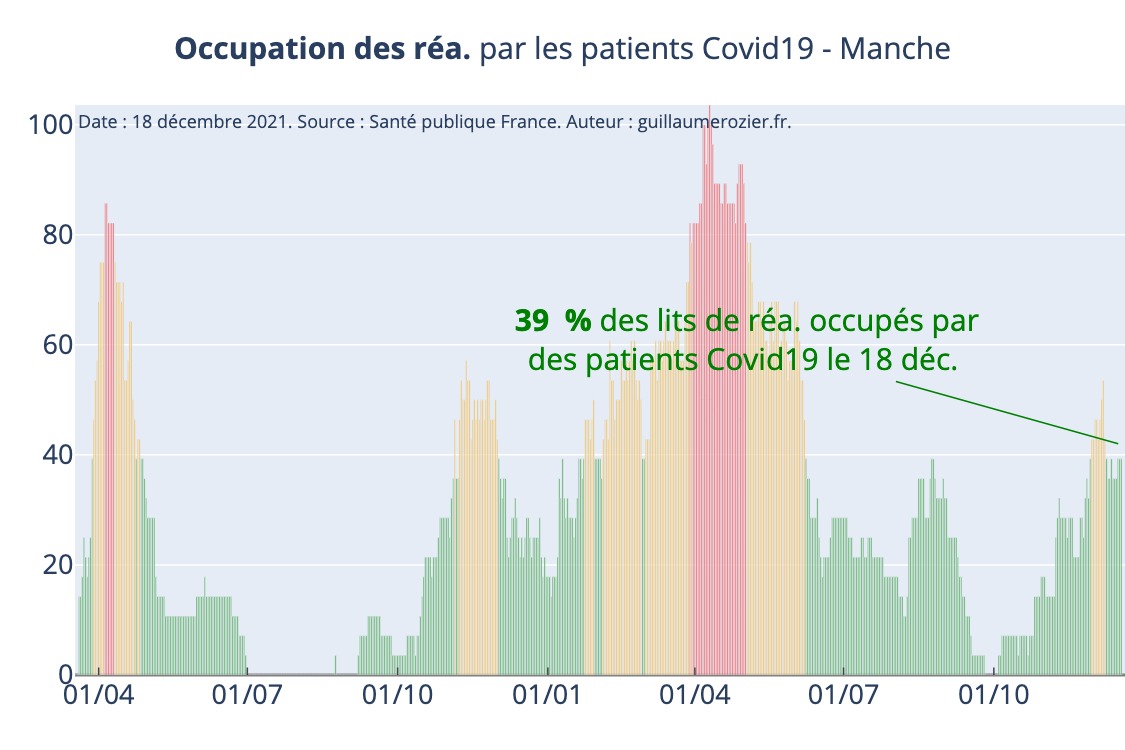 Occupation des réa. par les patients Covid19 - Manche
Date : 18 décembre 2021. Source : Santé publique France. Auteur : guillaumerozier.fr.
100
80
60
40
20
0
39 % des lits de réa. occupés par
des patients Covid19 le 18 déc.
01/04 01/07 01/10 01/01 01/04 01/07 01/10